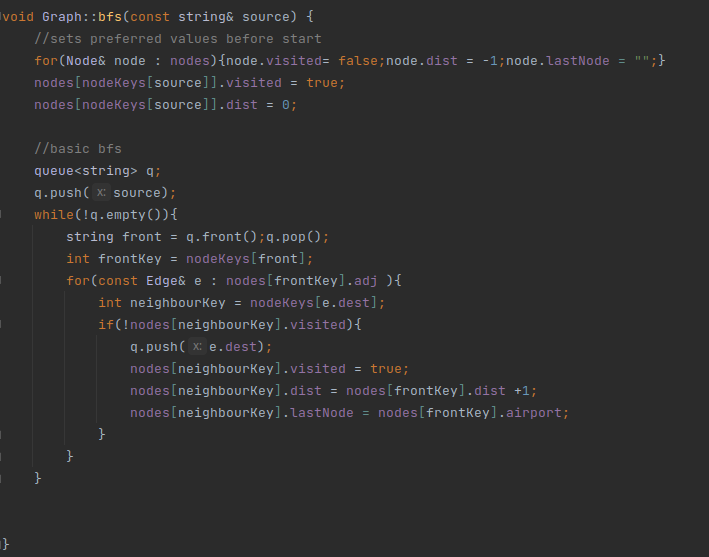 void Graph::bfs(const string& source) {
    //sets preferred values before start
    for(Node& node : nodes){node.visited= false;node.dist = -1;node.lastNode = "";}
    nodes[nodeKeys[source]].visited = true;
    nodes[nodeKeys[source]].dist = 0;

    //basic bfs
    queue<string> q;
    q.push( x: source);
    while(!q.empty()){
        string front = q.front();q.pop();
        int frontKey = nodeKeys[front];
        for(const Edge& e : nodes[frontKey].adj ){
            int neighbourKey = nodeKeys[e.dest];
            if(!nodes[neighbourKey].visited){
                q.push( x: e.dest);
                nodes[neighbourKey].visited = true;
                nodes[neighbourKey].dist = nodes[frontKey].dist +1;
                nodes[neighbourKey].lastNode = nodes[frontKey].airport;
            }
        }
    }


}